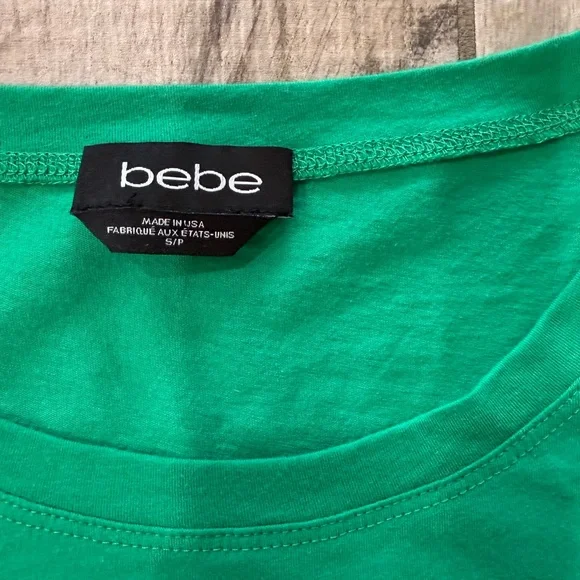 bebe
MADE IN USA
FABRIQUÉ AUX ÉTATS-UNIS
S/P